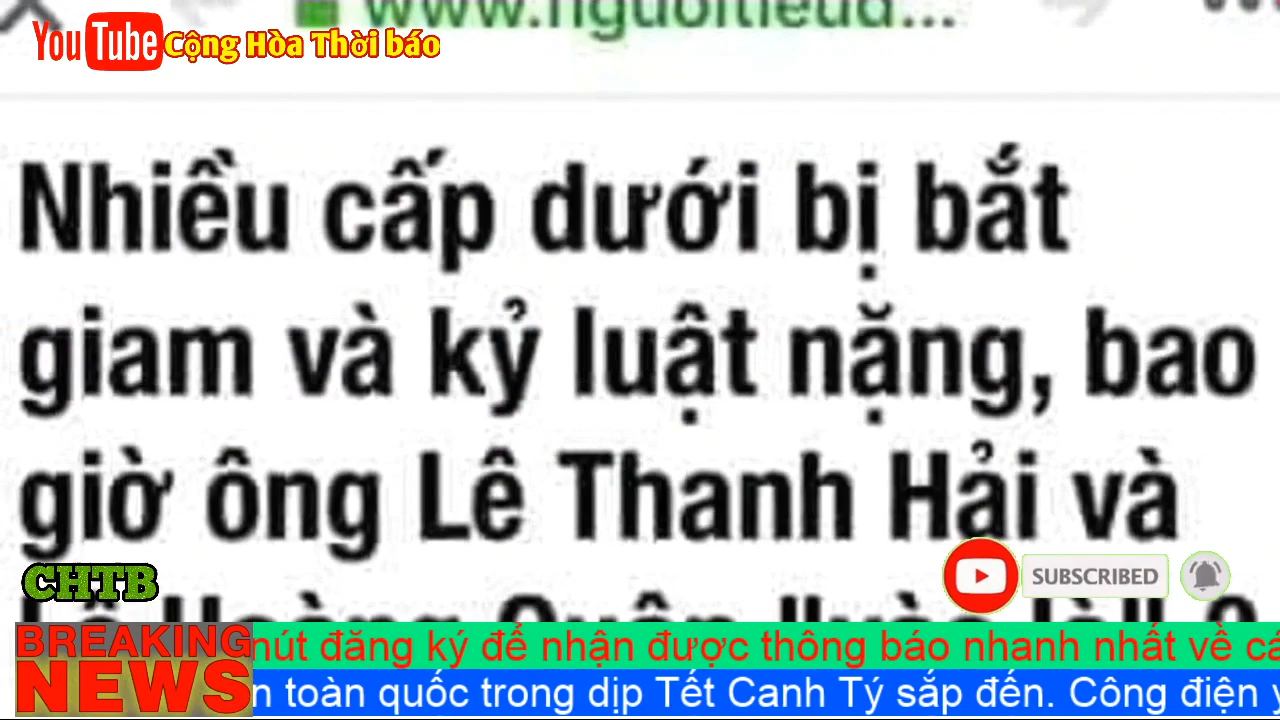 www.nguoitieud...
YouTube Cộng Hòa Thời báo
Nhiều cấp dưới bị bắt
giam và kỷ luật nặng, bao
giờ ông Lê Thanh Hải và
CHTB
SUBSCRIBED
BREAKING
NEWS
nút đăng ký để nhận được thông báo nhanh nhất về
toàn quốc trong dịp Tết Canh Tý sắp đến. Công điện